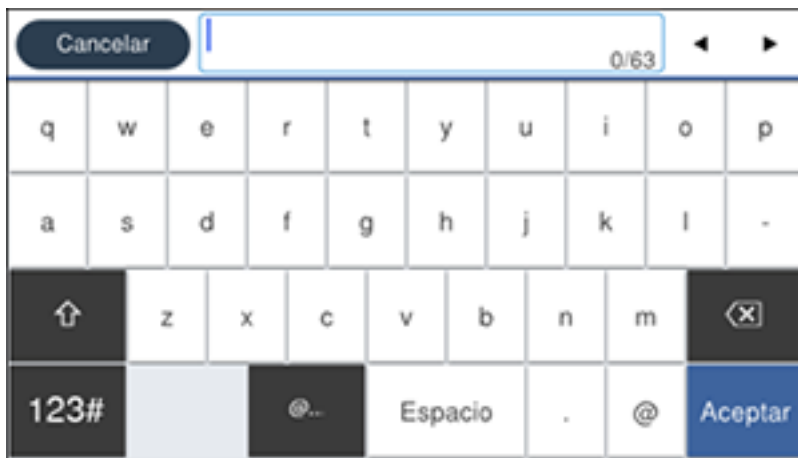 Cancelar 0/63
q w e r t y u i o p
a s d f g h j k l -
z x c v b n m
123# @... Espacio . @ Aceptar